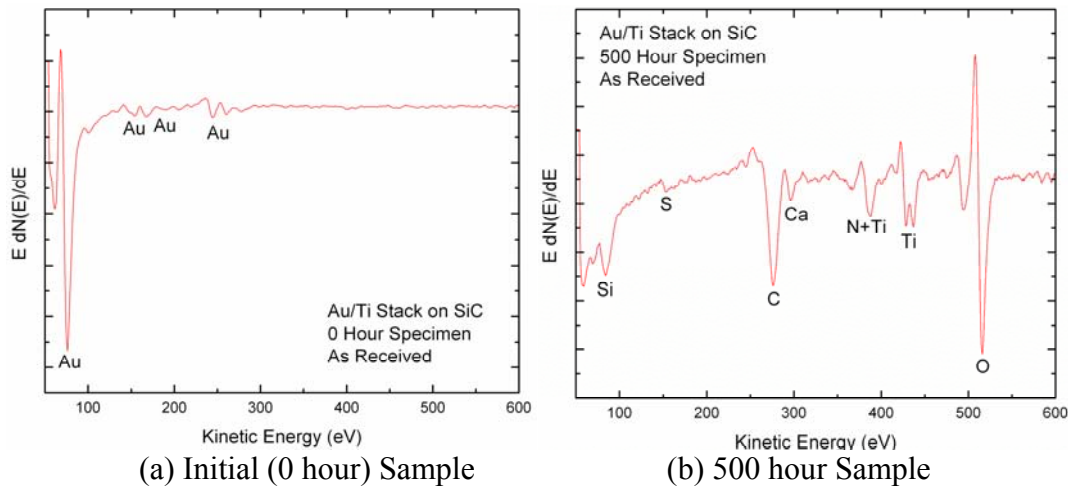 E dN(E)/dE
Au
Au
Au
Au
Au/Ti Stack on SiC
0 Hour Specimen
As Received
100
200
300
400
500
600
Kinetic Energy (eV)
(a) Initial (0 hour) Sample
E dN(E)/dE
Au/Ti Stack on SiC
500 Hour Specimen
As Received
Si
S
C
Ca
N+Ti
Ti
O
100
200
300
400
500
600
Kinetic Energy (eV)
(b) 500 hour Sample